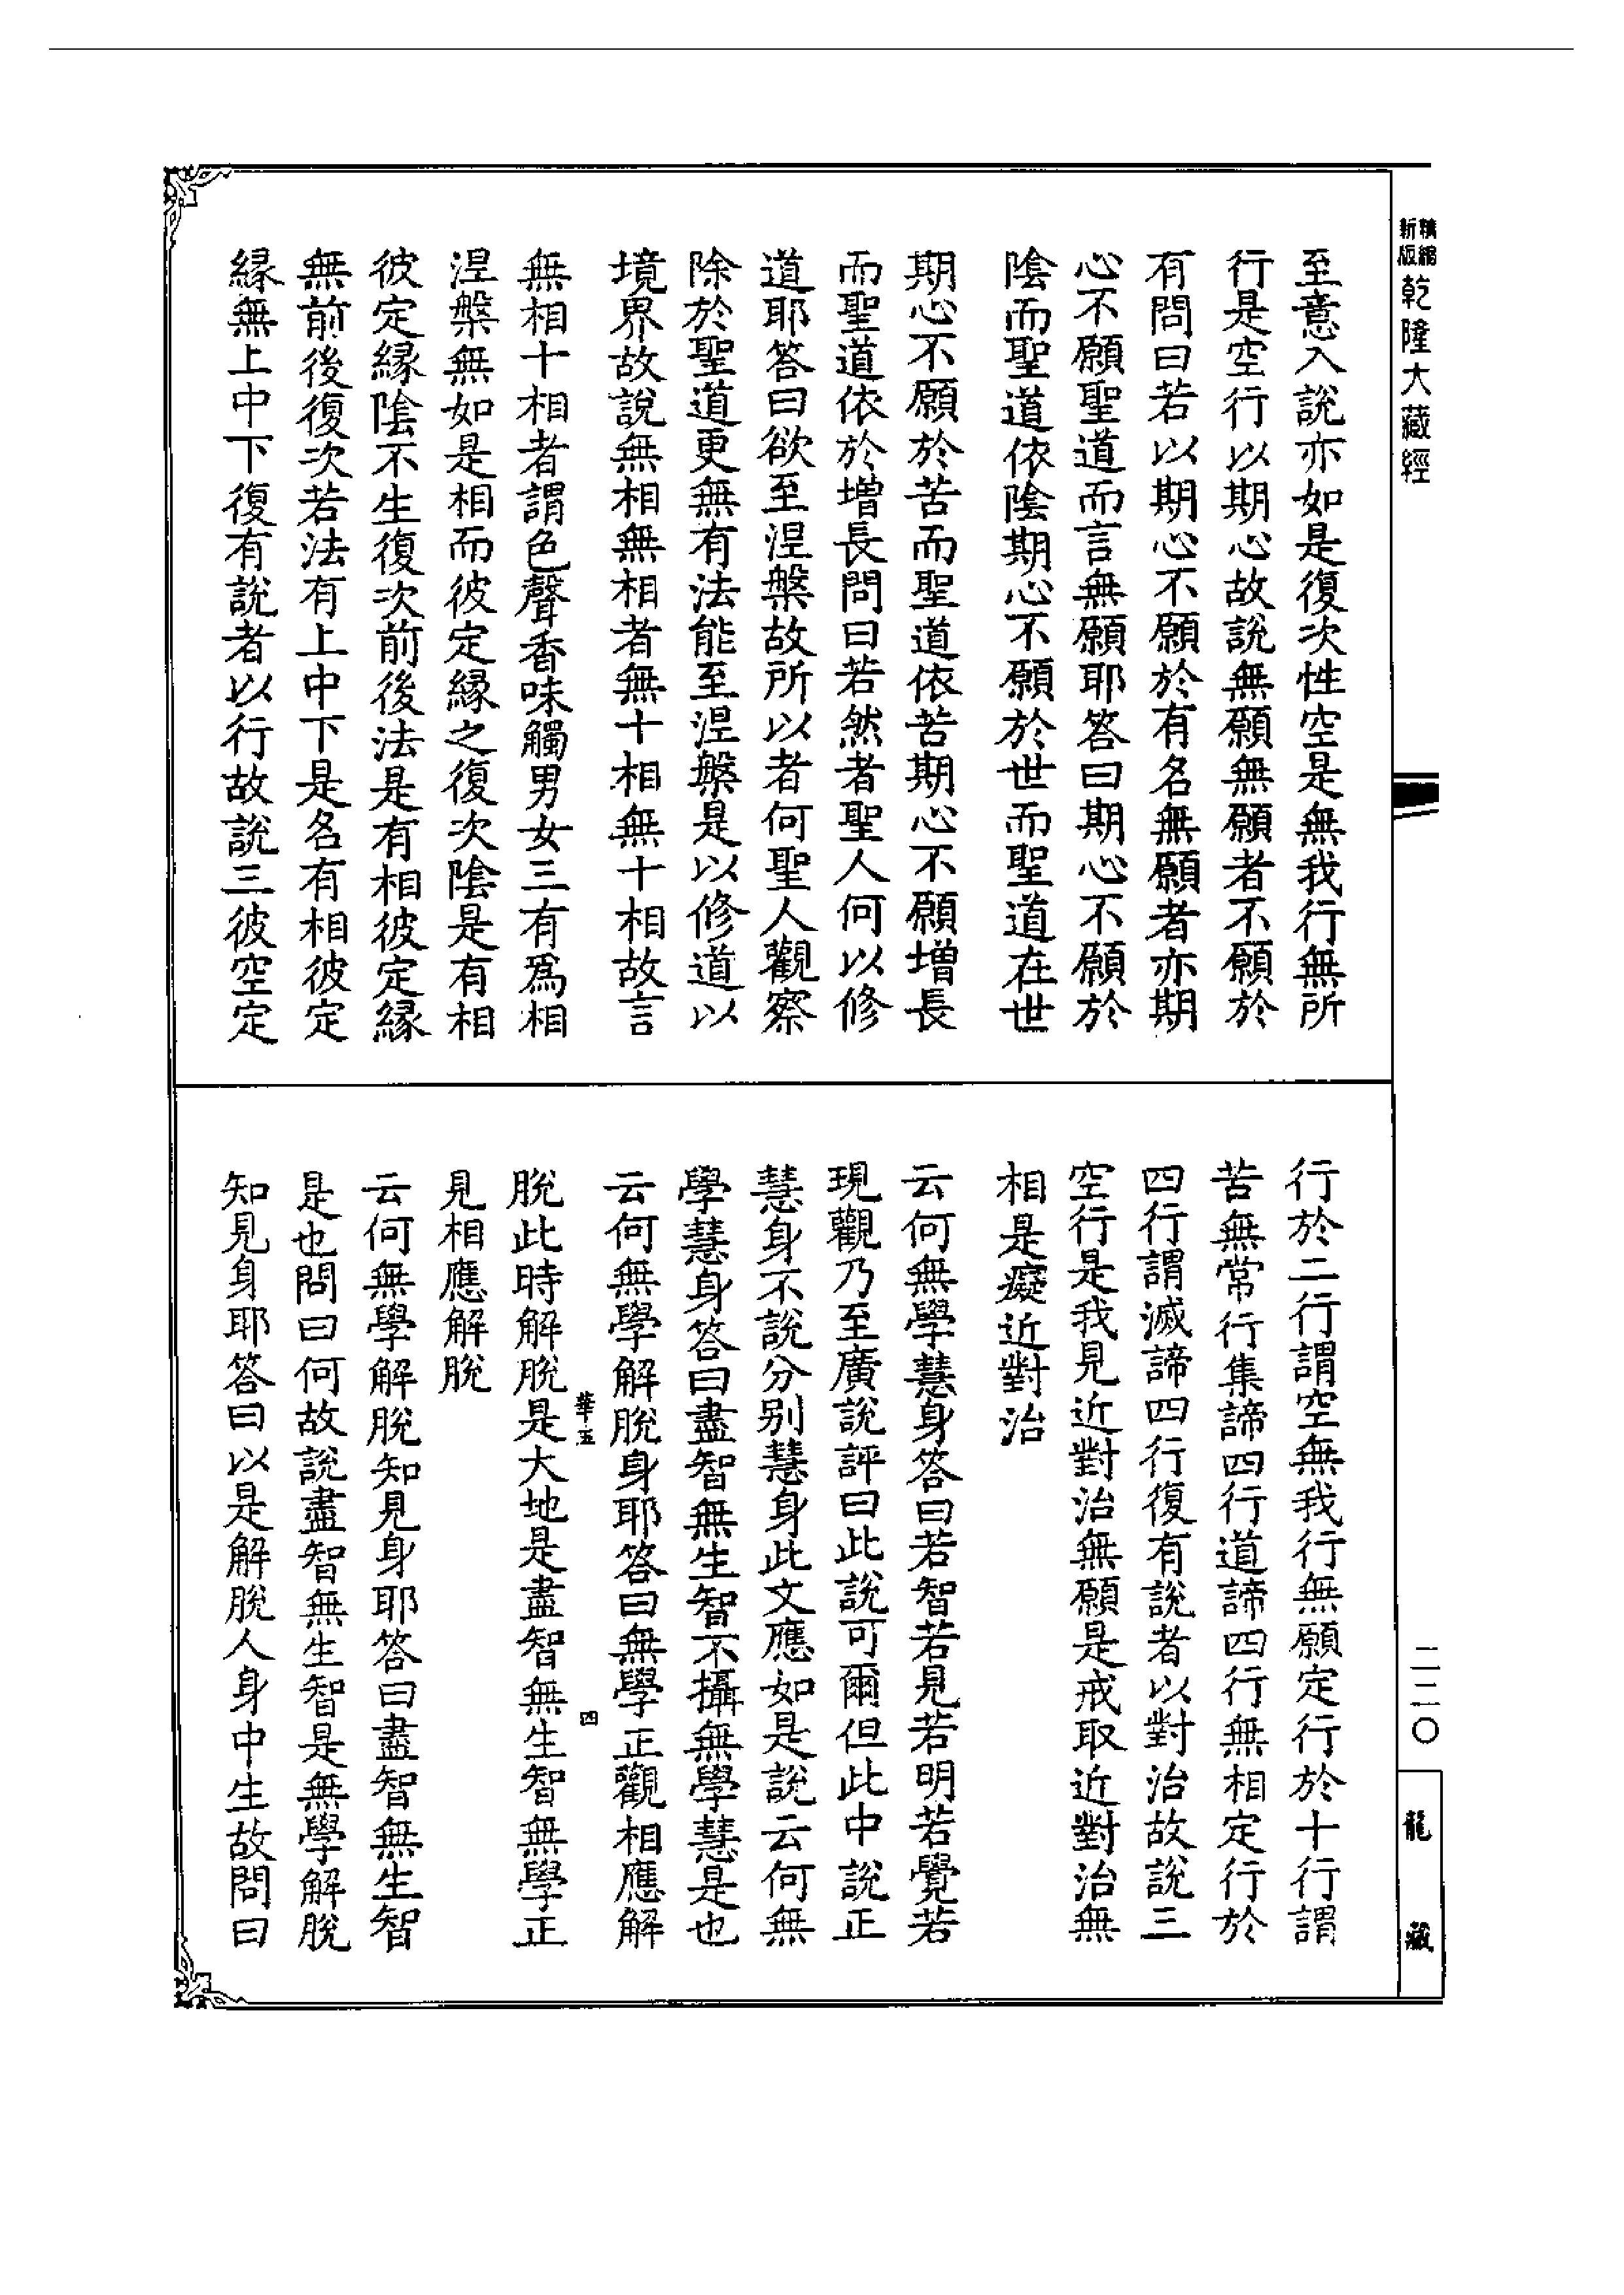 精縮新版乾隆大藏經
至意入說亦如是復次性空是無我行無所
行是空行以期心故說無願無願者不願於
有問曰若以期心不願於有名無願者亦期
心不願聖道而言無願耶答曰期心不願於
陰而聖道依陰期心不願於世而聖道在世
期心不願於苦而聖道依苦期心不願增長
而聖道依於增長問曰若然者聖人何以修
道耶答曰欲至涅槃故所以者何聖人觀察
除於聖道更無有法能至涅槃是以修道以
境界故說無相無相者無十相無十相故言
無相十相者謂色聲香味觸男女三有爲相
涅槃無如是相而彼定緣之復次陰是有相
彼定緣陰不生復次前後法是有相彼定緣
無前後復次若法有上中下是名有相彼定
緣無上中下復有說者以行故說三彼空定
行於二行謂空無我行無願定行於十行謂
苦無常行集諦四行道諦四行無相定行於
四行謂滅諦四行復有說者以對治故說三
空行是我見近對治無願是戒取近對治無
相是癡近對治
云何無學慧身答曰若智若見若明若覺若
現觀乃至廣說評曰此說可爾但此中說正
慧身不說分別慧身此文應如是說云何無
學慧身答曰盡智無生智不攝無學慧是也
云何無學解脫身耶答曰無學正觀相應解
華五
四
脫此時解脫是大地是盡智無生智無學正
見相應解脫
云何無學解脫知見身耶答曰盡智無生智
是也問曰何故說盡智無生智是無學解脫
知見身耶答曰以是解脫人身中生故問曰
二二〇
龍藏